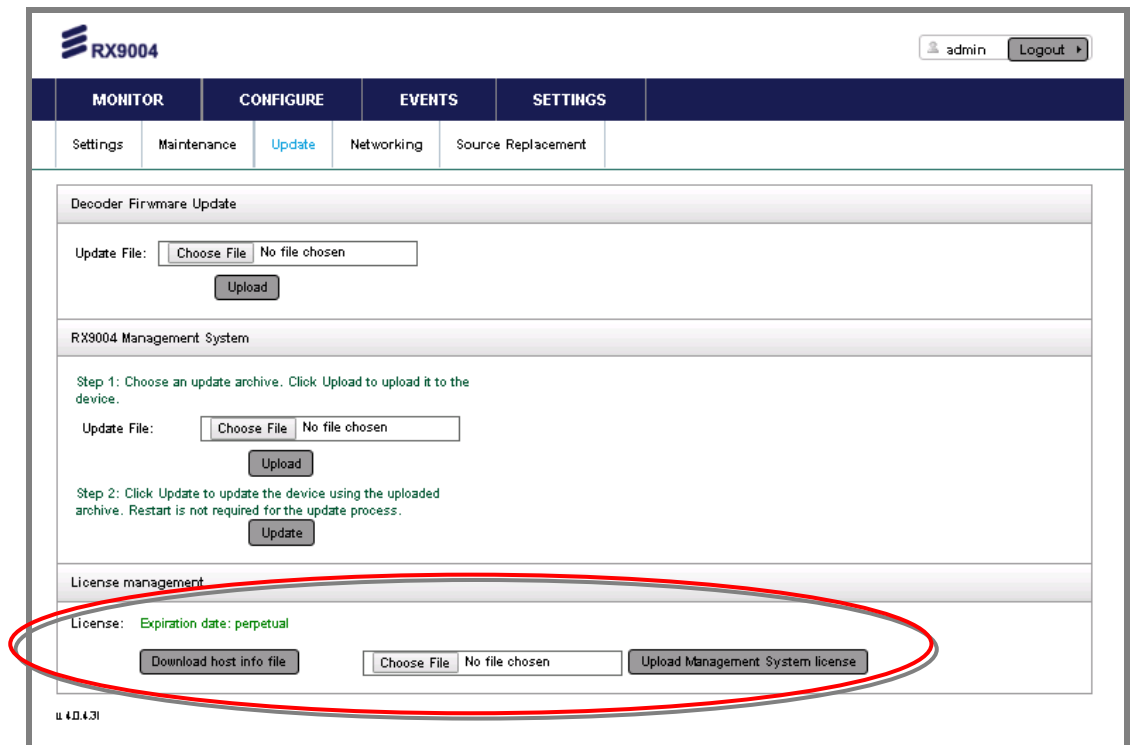 RX9004
admin Logout
MONITOR CONFIGURE EVENTS SETTINGS
Settings Maintenance Update Networking Source Replacement
Decoder Firwmare Update
Update File: Choose File No file chosen
Upload
RX9004 Management System
Step 1: Choose an update archive. Click Upload to upload it to the
device.
Update File: Choose File No file chosen
Upload
Step 2: Click Update to update the device using the uploaded
archive. Restart is not required for the update process.
Update
License management
License: Expiration date: perpetual
Download host info file Choose File No file chosen Upload Management System license